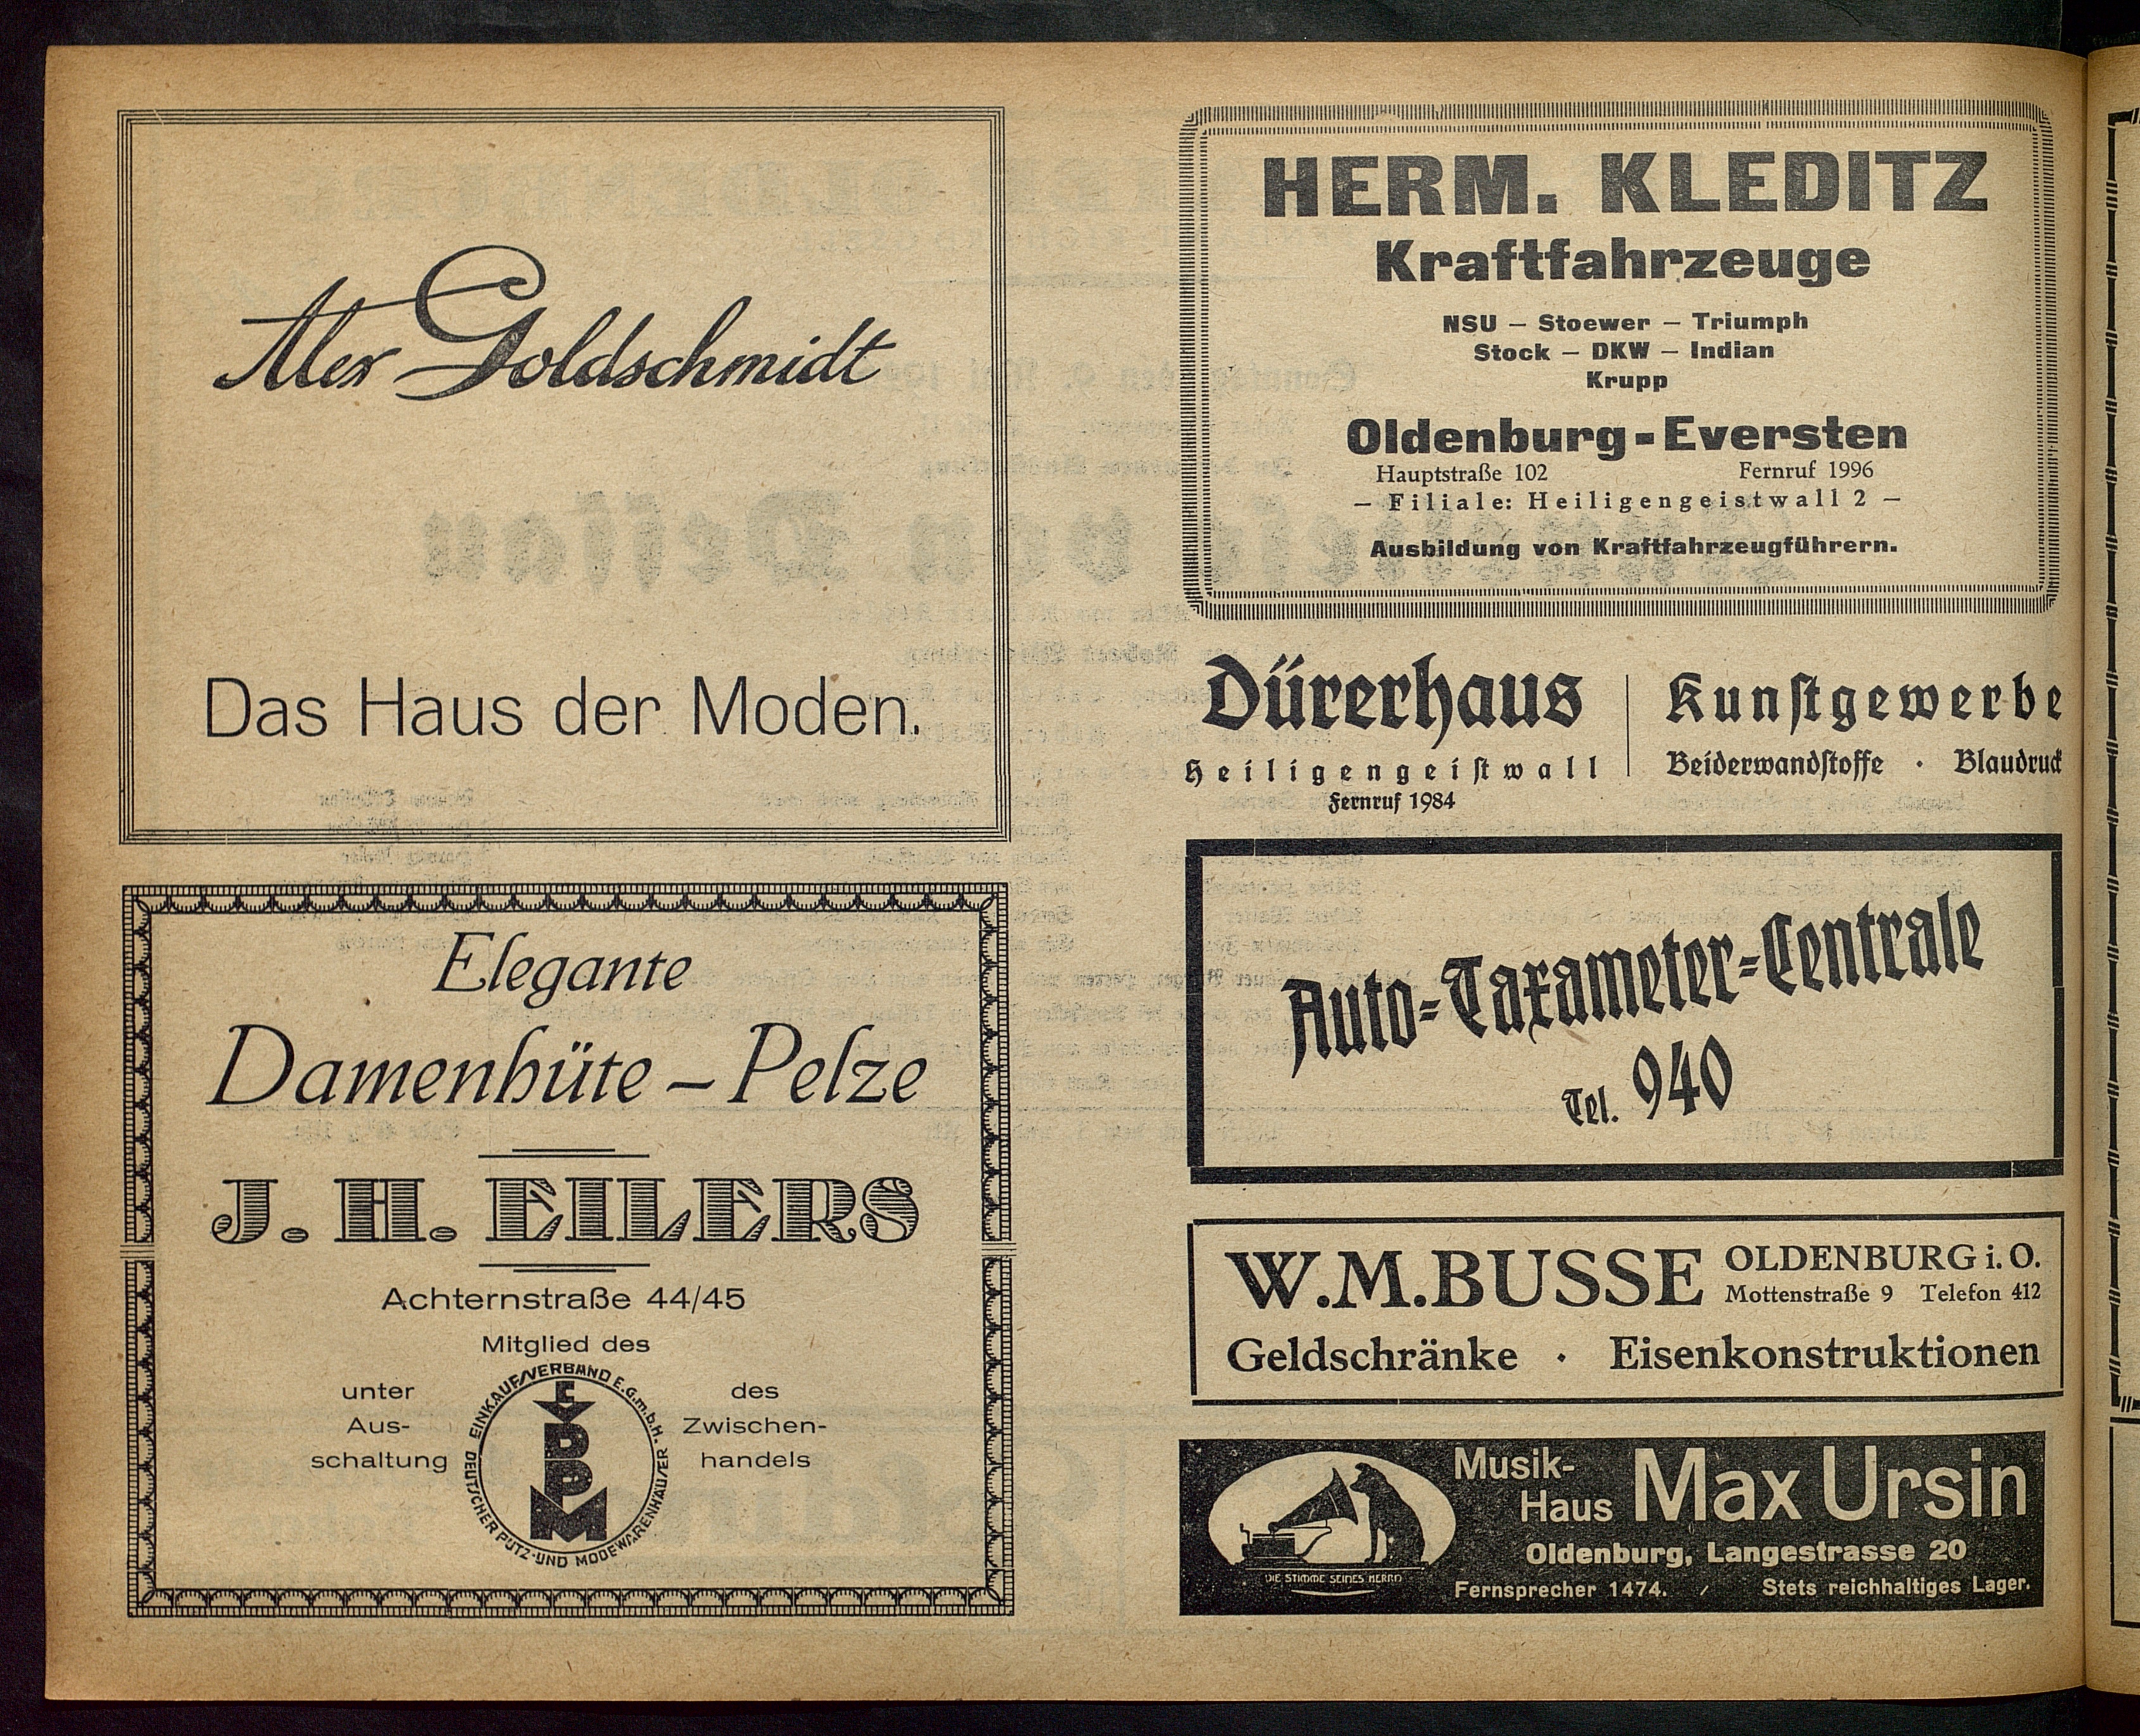 Alex Goldschmidt
Das Haus der Moden.
Elegante
Damenhüte – Pelze
J. H. EILERS
Achternstraße 44/45
Mitglied des
unter
Aus-
schaltung
EINKAUFSVERBAND E.G.m.b.H.
DEUTSCHER PUTZ-UND MODEWARENHÄUSER
EDPM
des
Zwischen-
handels
HERM. KLEDITZ
Kraftfahrzeuge
NSU – Stoewer – Triumph
Stock – DKW – Indian
Krupp
Oldenburg-Eversten
Hauptstraße 102 Fernruf 1996
– Filiale: Heiligengeistwall 2 –
Ausbildung von Kraftfahrzeugführern.
Dürerhaus
Heiligengeiſtwall
Fernruf 1984
Kunſtgewerbe
Beiderwandſtoffe · Blaudruck
Auto-Taxameter-Centrale
Tel. 940
W.M.BUSSE OLDENBURG i. O.
Mottenstraße 9 Telefon 412
Geldschränke · Eisenkonstruktionen
DIE STIMME SEINES HERRN
Musik-
Haus Max Ursin
Oldenburg, Langestrasse 20
Fernsprecher 1474. / Stets reichhaltiges Lager.